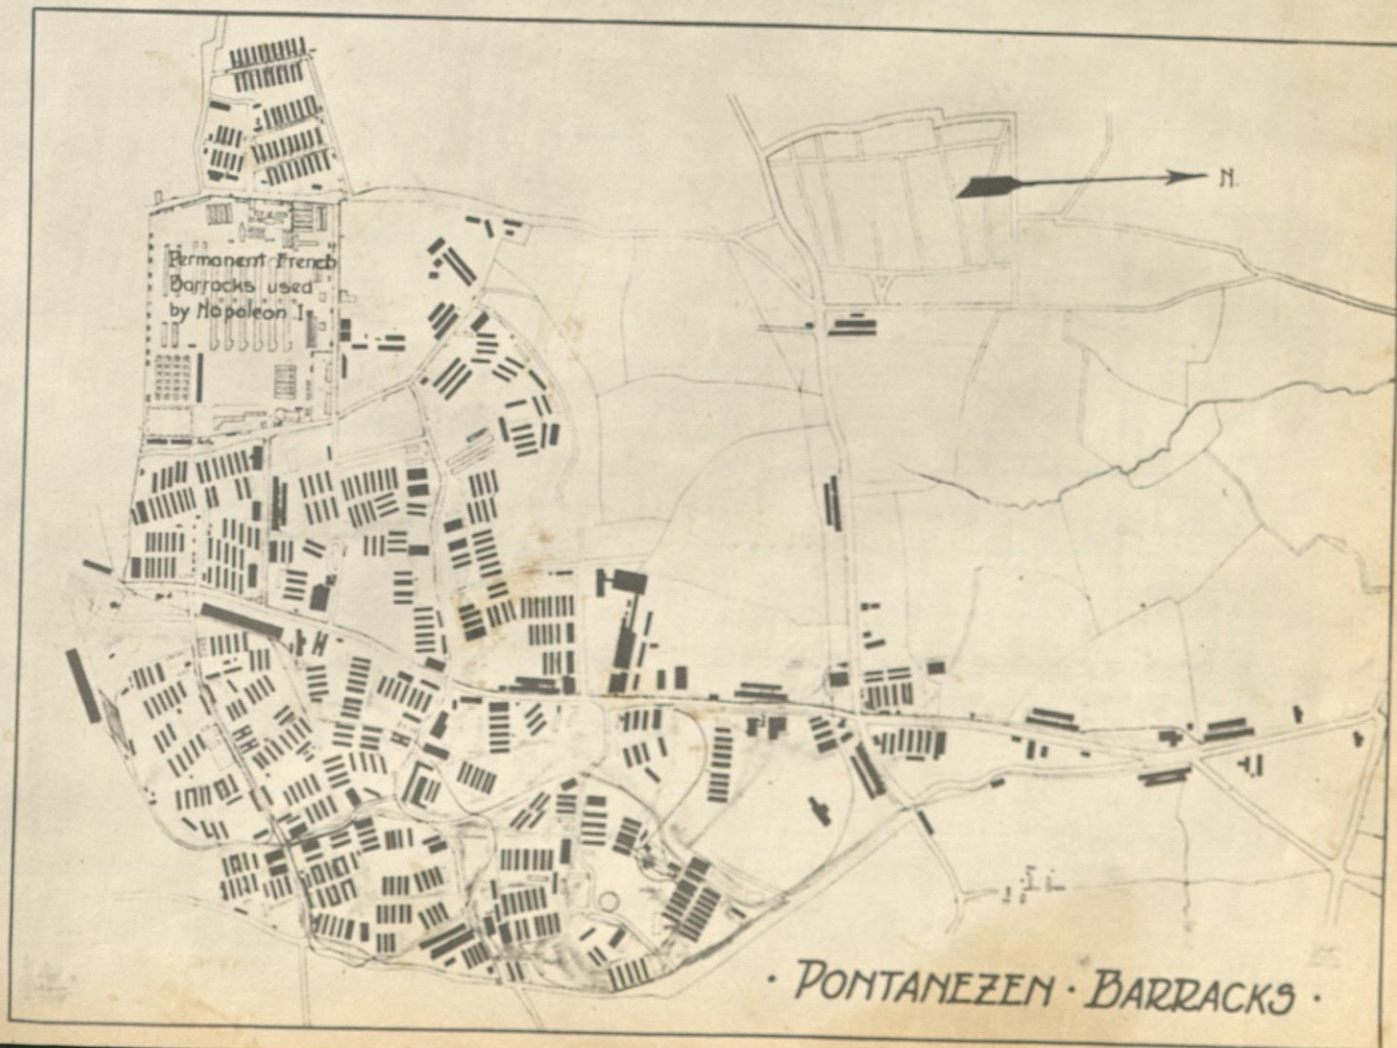 N.
Permanent French
Barracks used
by Napoleon I.
· PONTANEZEN · BARRACKS ·